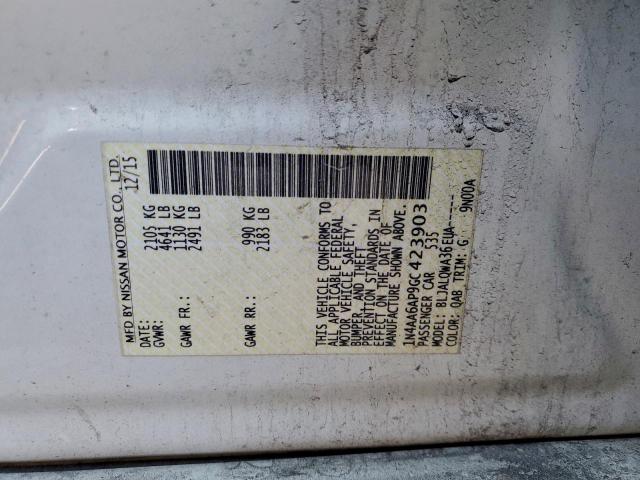 MFD BY NISSAN MOTOR CO., LTD.
DATE: 12/15
GVWR: 2105 KG
4641 LB
GAWR FR.: 1130 KG
2491 LB
GAWR RR.: 990 KG
2183 LB
THIS VEHICLE CONFORMS TO
ALL APPLICABLE FEDERAL
MOTOR VEHICLE SAFETY,
BUMPER, AND THEFT
PREVENTION STANDARDS IN
EFFECT ON THE DATE OF
MANUFACTURE SHOWN ABOVE.
1N4AA6AP9GC423903
PASSENGER CAR 535
MODEL: BLJALQWA36EUA-----
COLOR: QAB TRIM: G 9N00A